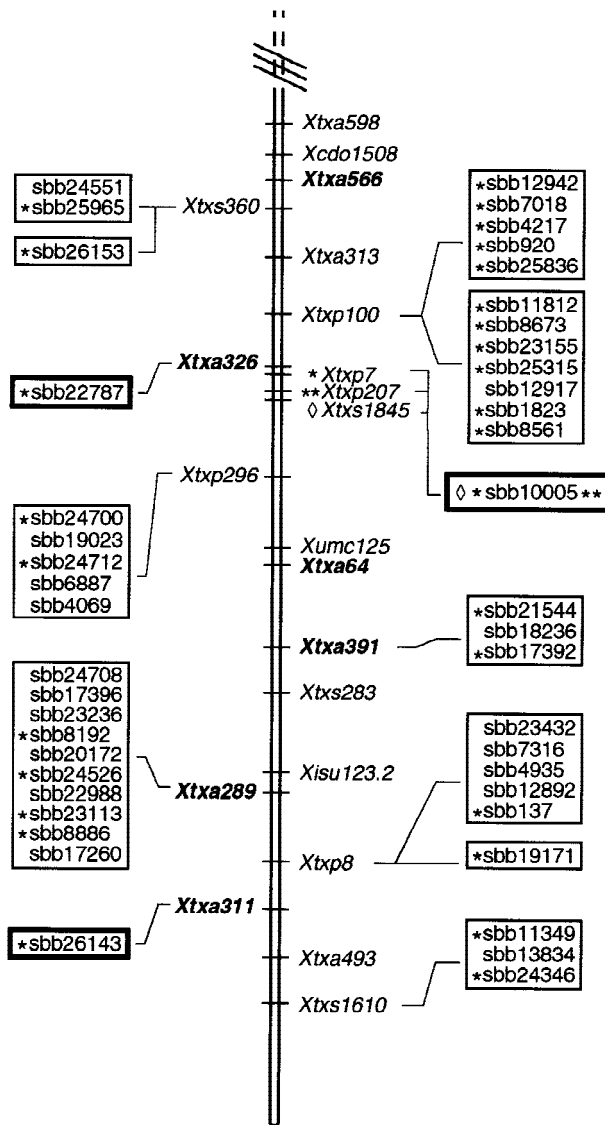 Xtxa598
Xcdo1508
Xtxa566
sbb24551
*sbb25965
*sbb26153
Xtxs360
*sbb12942
*sbb7018
*sbb4217
*sbb920
*sbb25836
Xtxa313
Xtxp100
*sbb11812
*sbb8673
*sbb23155
*sbb25315
sbb12917
*sbb1823
*sbb8561
Xtxa326
*sbb22787
* Xtxp7
** Xtxp207
◊ Xtxs1845
◊ *sbb10005 **
Xtxp296
*sbb24700
sbb19023
*sbb24712
sbb6887
sbb4069
Xumc125
Xtxa64
Xtxa391
*sbb21544
sbb18236
*sbb17392
Xtxs283
sbb24708
sbb17396
sbb23236
*sbb8192
sbb20172
*sbb24526
sbb22988
*sbb23113
*sbb8886
sbb17260
Xisu123.2
Xtxa289
sbb23432
sbb7316
sbb4935
sbb12892
*sbb137
Xtxp8
*sbb19171
Xtxa311
*sbb26143
Xtxa493
*sbb11349
sbb13834
*sbb24346
Xtxs1610